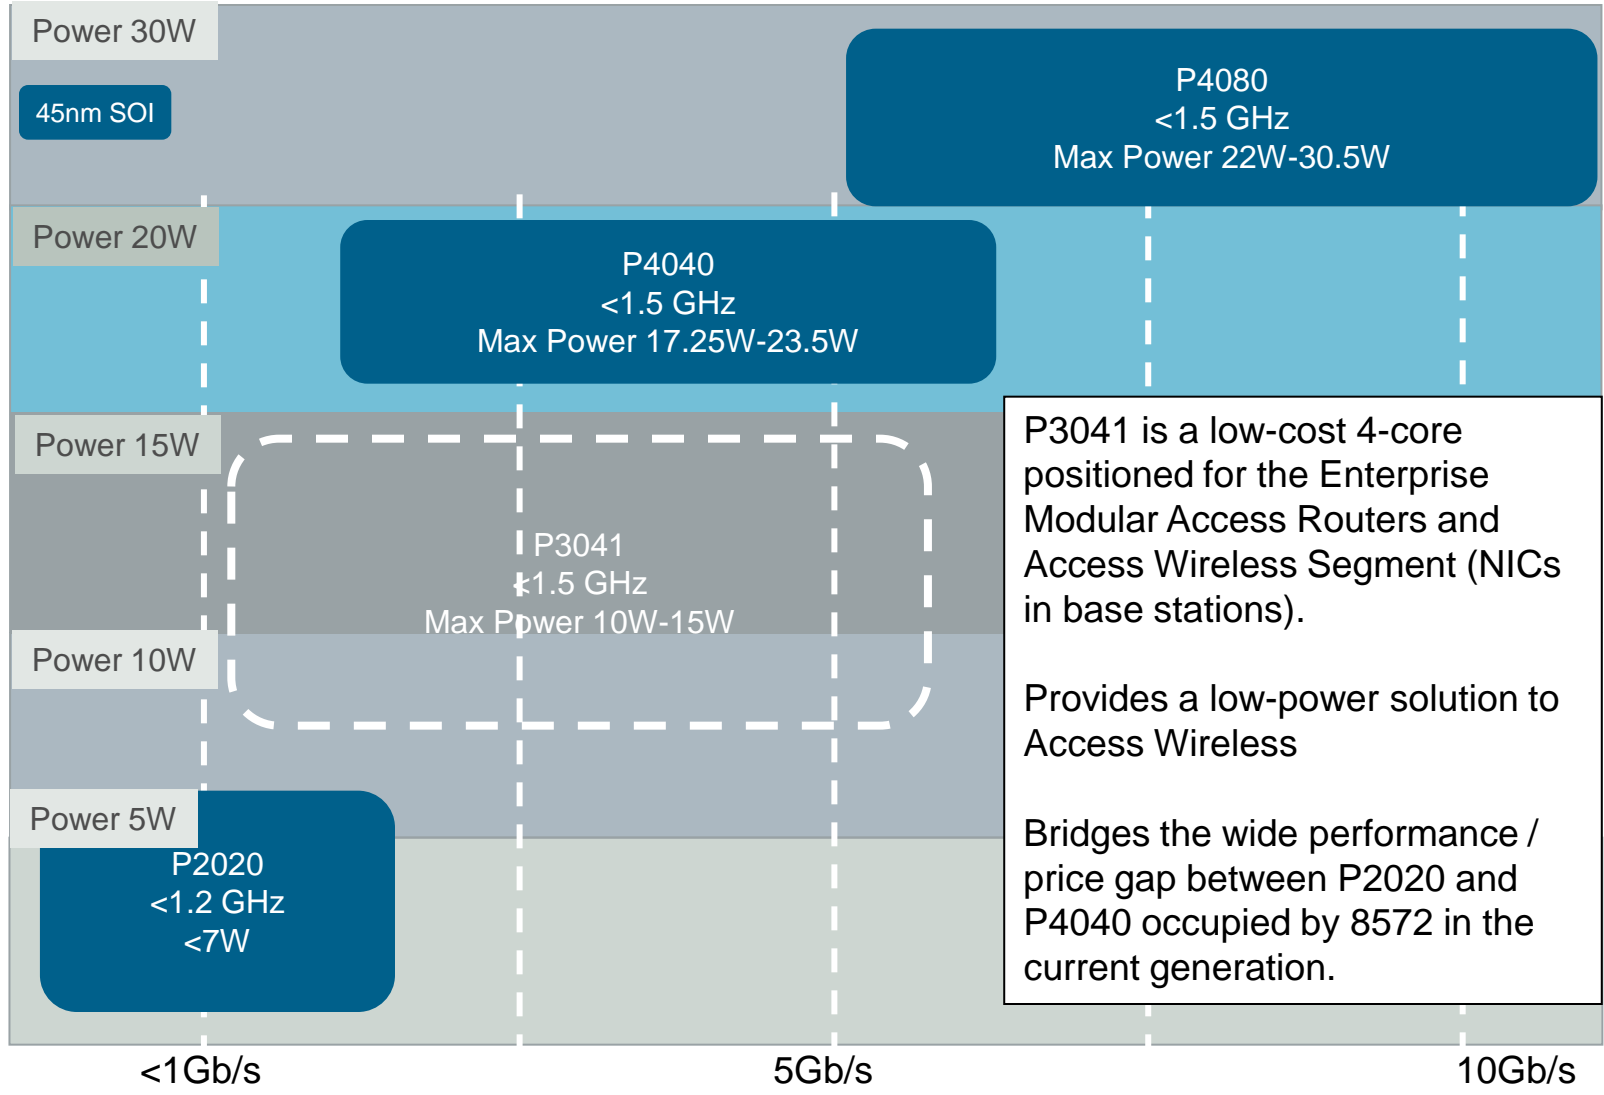 Power 30W
45nm SOI
P4080
<1.5 GHz
Max Power 22W-30.5W
Power 20W
P4040
<1.5 GHz
Max Power 17.25W-23.5W
Power 15W
P3041
<1.5 GHz
Max Power 10W-15W
Power 10W
Power 5W
P2020
<1.2 GHz
<7W
P3041 is a low-cost 4-core
positioned for the Enterprise
Modular Access Routers and
Access Wireless Segment (NICs
in base stations).
Provides a low-power solution to
Access Wireless
Bridges the wide performance /
price gap between P2020 and
P4040 occupied by 8572 in the
current generation.
<1Gb/s
5Gb/s
10Gb/s